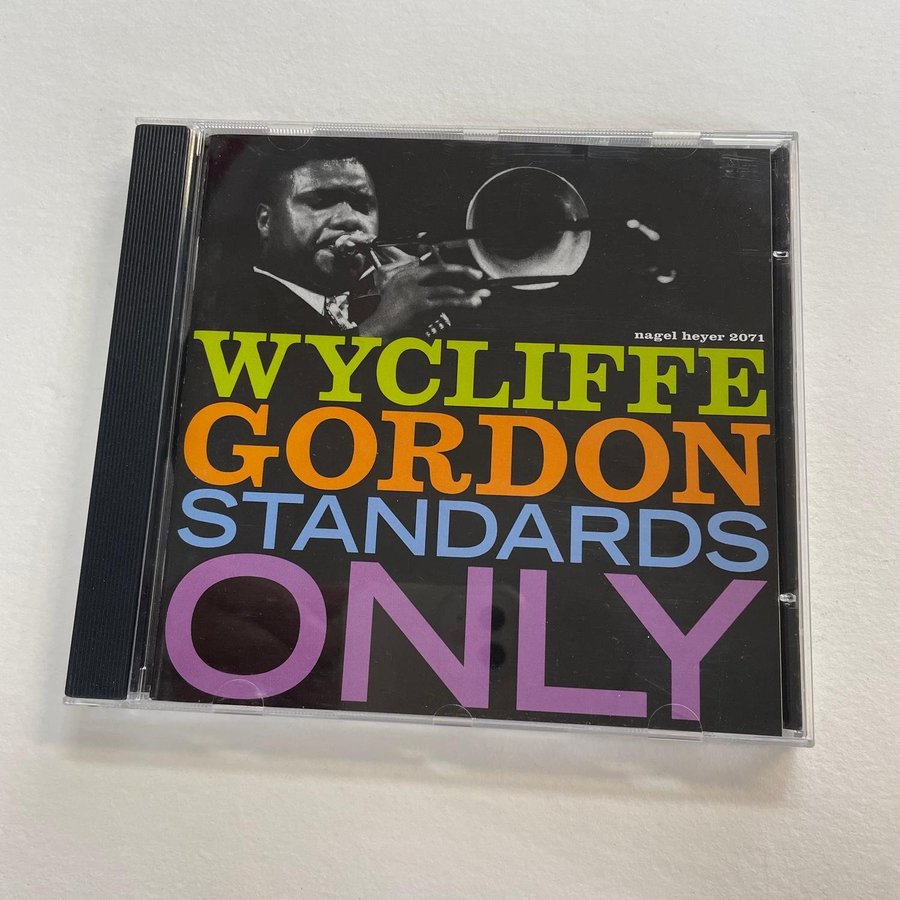 nagel heyer 2071
WYCLIFFE
GORDON
STANDARDS
ONLY